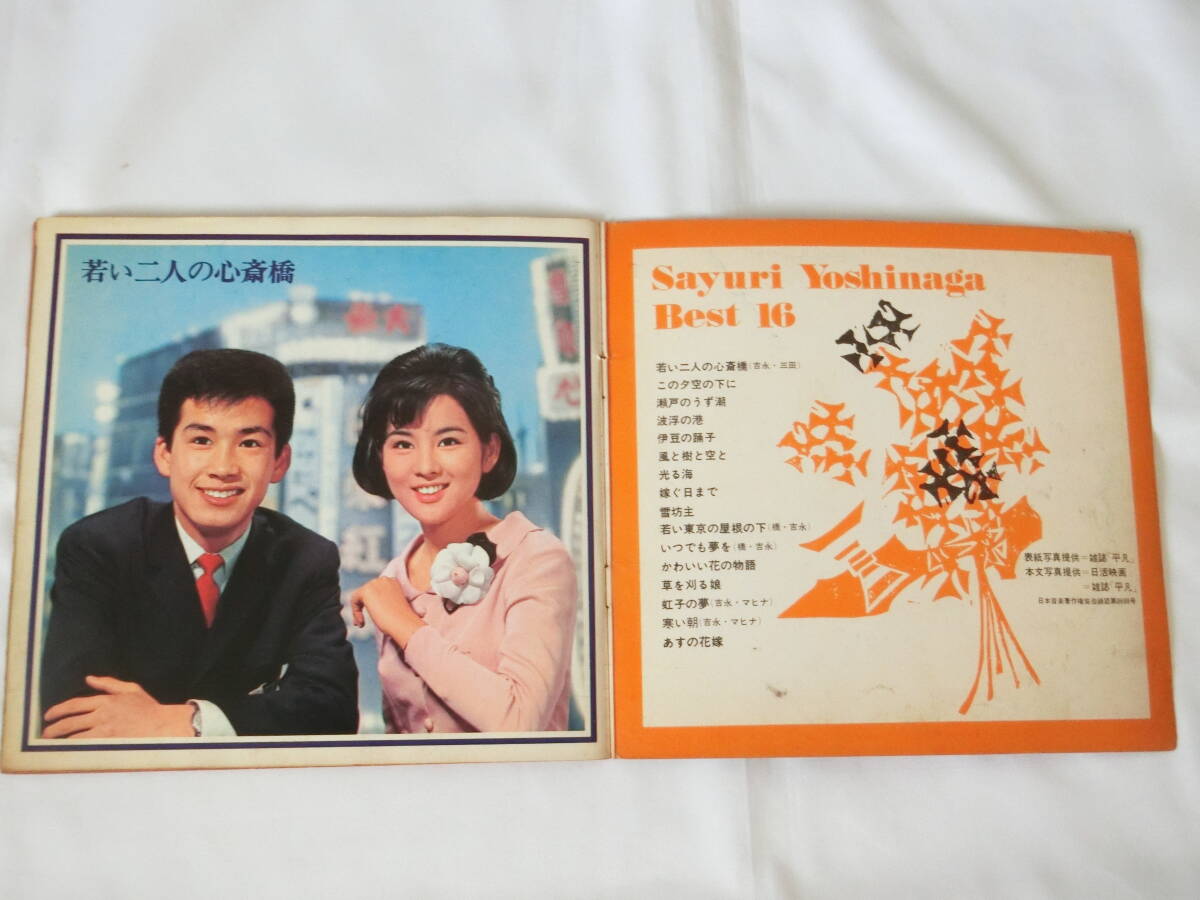 若い二人の心斎橋
Sayuri Yoshinaga
Best 16
若い二人の心斎橋(吉永・三田)
この夕空の下に
瀬戸のうず潮
波浮の港
伊豆の踊子
風と樹と空と
光る海
嫁ぐ日まで
雪坊主
若い東京の屋根の下(橋・吉永)
いつでも夢を(橋・吉永)
かわいい花の物語
草を刈る娘
虹子の夢(吉永・マヒナ)
寒い朝(吉永・マヒナ)
あすの花嫁
表紙写真提供=雑誌「平凡」
本文写真提供=日活映画
=雑誌「平凡」